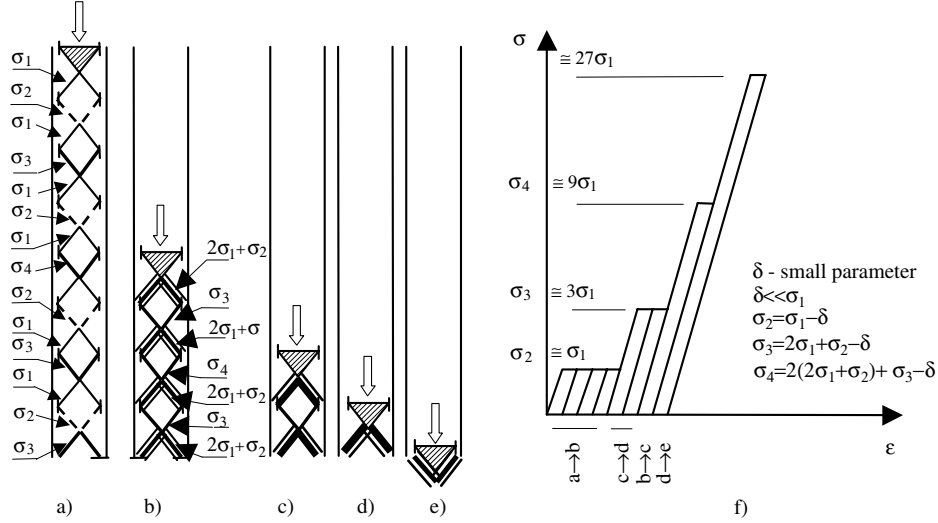 σ1
σ2
σ1
σ3
σ1
σ2
σ1
σ4
σ2
σ1
σ3
σ1
σ2
σ3
2σ1+σ2
σ3
2σ1+σ
σ4
2σ1+σ2
σ3
2σ1+σ2
a)
b)
c)
d)
e)
σ
≅ 27σ1
σ4
≅ 9σ1
σ3
≅ 3σ1
σ2
≅ σ1
δ - small parameter
δ<<σ1
σ2=σ1−δ
σ3=2σ1+σ2−δ
σ4=2(2σ1+σ2)+ σ3−δ
ε
a→b
c→d
b→c
d→e
f)